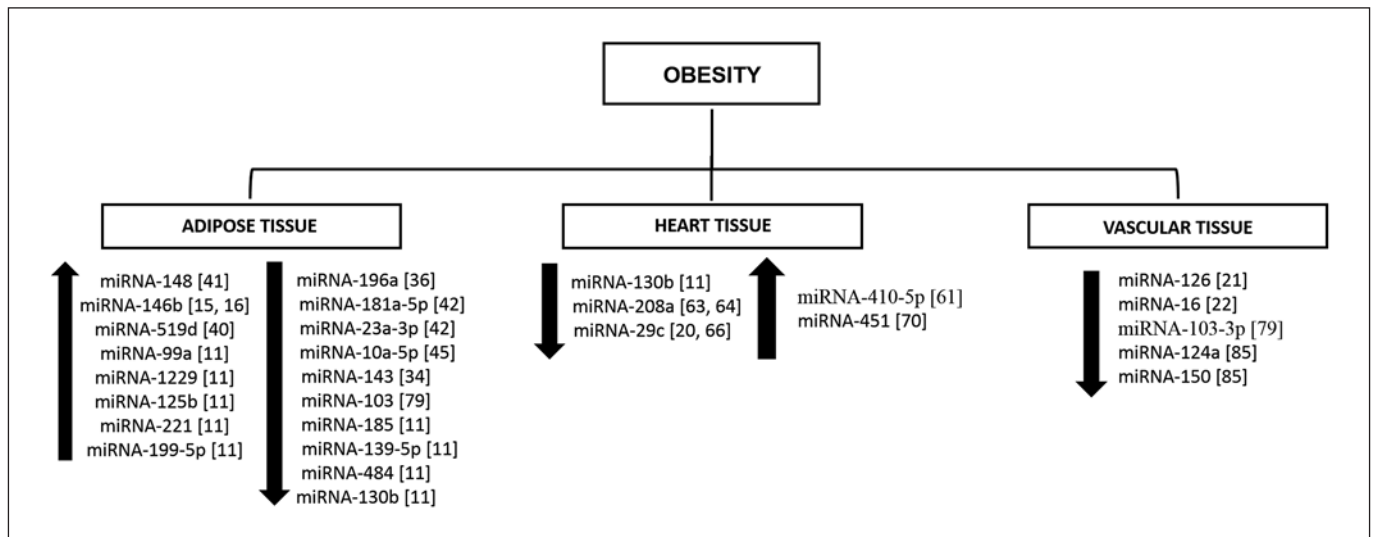 OBESITY
ADIPOSE TISSUE
miRNA-148 [41]
miRNA-146b [15, 16]
miRNA-519d [40]
miRNA-99a [11]
miRNA-1229 [11]
miRNA-125b [11]
miRNA-221 [11]
miRNA-199-5p [11]
miRNA-196a [36]
miRNA-181a-5p [42]
miRNA-23a-3p [42]
miRNA-10a-5p [45]
miRNA-143 [34]
miRNA-103 [79]
miRNA-185 [11]
miRNA-139-5p [11]
miRNA-484 [11]
miRNA-130b [11]
HEART TISSUE
miRNA-130b [11]
miRNA-208a [63, 64]
miRNA-29c [20, 66]
miRNA-410-5p [61]
miRNA-451 [70]
VASCULAR TISSUE
miRNA-126 [21]
miRNA-16 [22]
miRNA-103-3p [79]
miRNA-124a [85]
miRNA-150 [85]